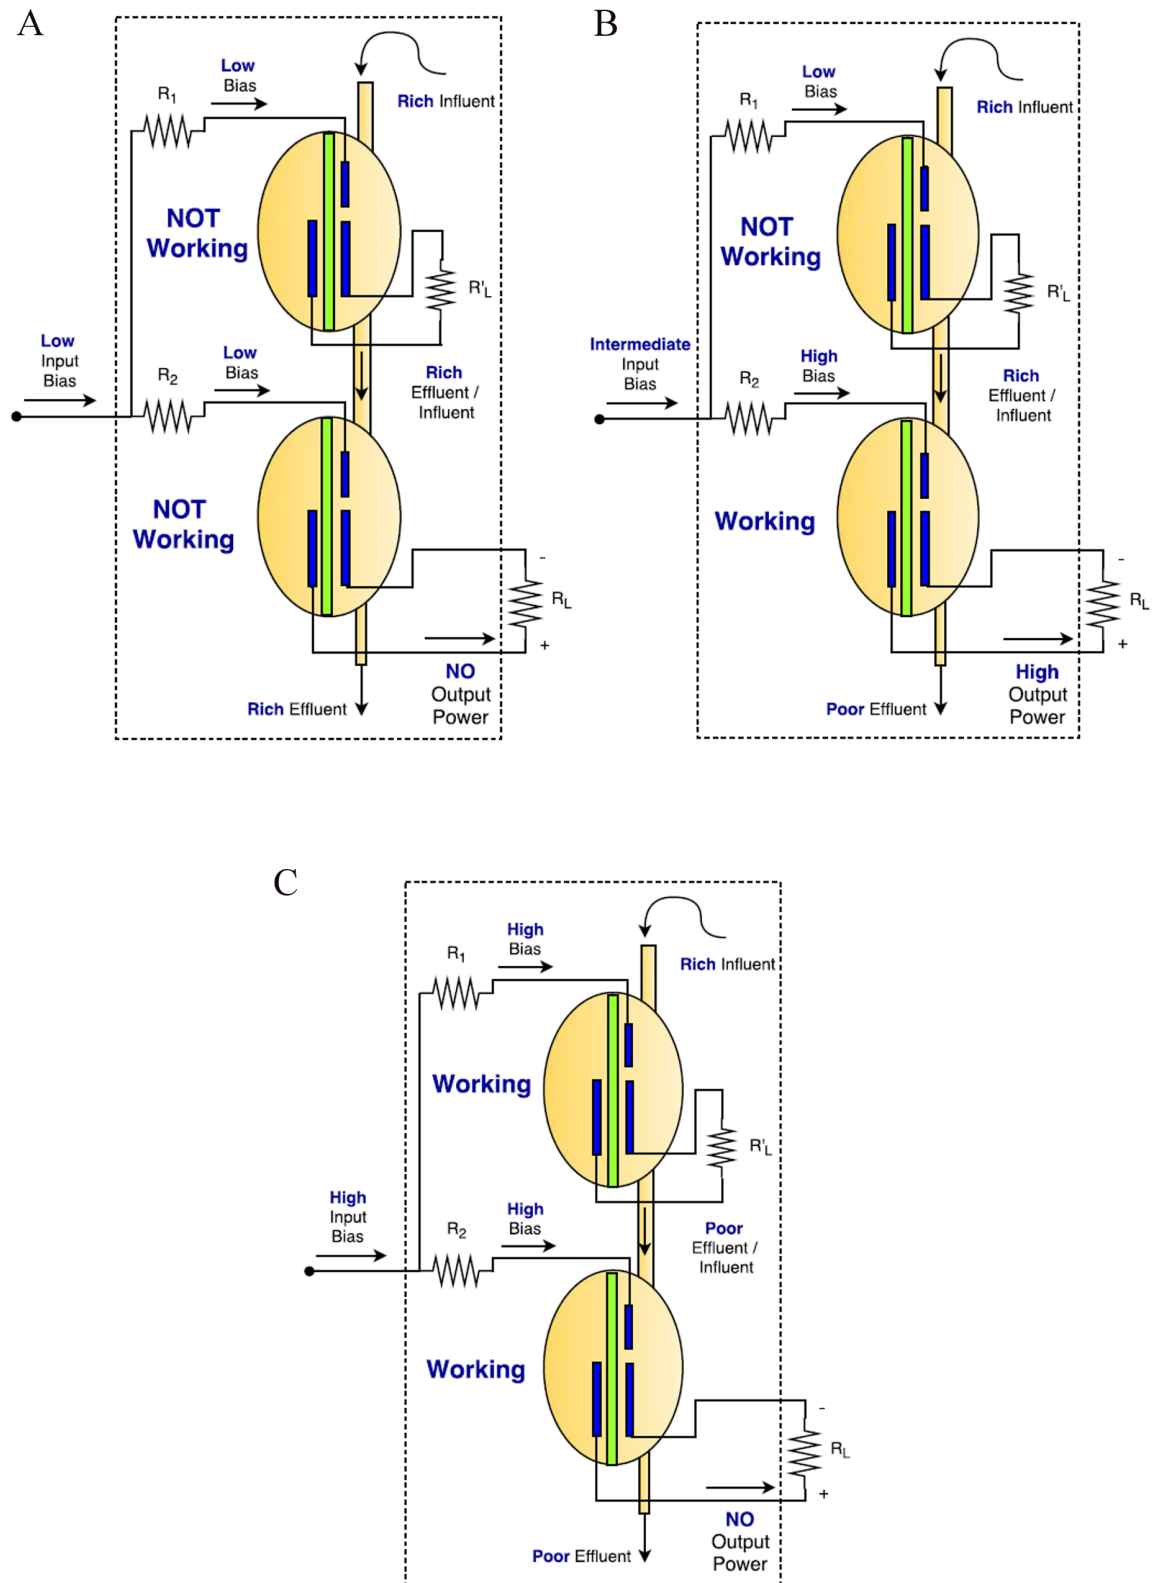 A
Low
Bias
R1
Rich Influent
NOT
Working
R'L
Low
Input
Bias
R2
Low
Bias
Rich
Effluent /
Influent
NOT
Working
-
RL
+
NO
Output
Power
Rich Effluent
B
Low
Bias
R1
Rich Influent
NOT
Working
R'L
Intermediate
Input
Bias
R2
High
Bias
Rich
Effluent /
Influent
Working
-
RL
+
High
Output
Power
Poor Effluent
C
High
Bias
R1
Rich Influent
Working
R'L
High
Input
Bias
R2
High
Bias
Poor
Effluent /
Influent
Working
-
RL
+
NO
Output
Power
Poor Effluent